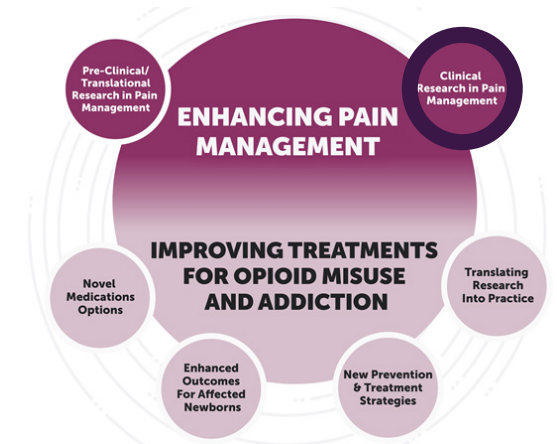 Pre-Clinical/
Translational
Research in Pain
Management
Clinical
Research in Pain
Management
ENHANCING PAIN
MANAGEMENT
IMPROVING TREATMENTS
FOR OPIOID MISUSE
AND ADDICTION
Novel
Medications
Options
Translating
Research
Into Practice
Enhanced
Outcomes
For Affected
Newborns
New Prevention
& Treatment
Strategies